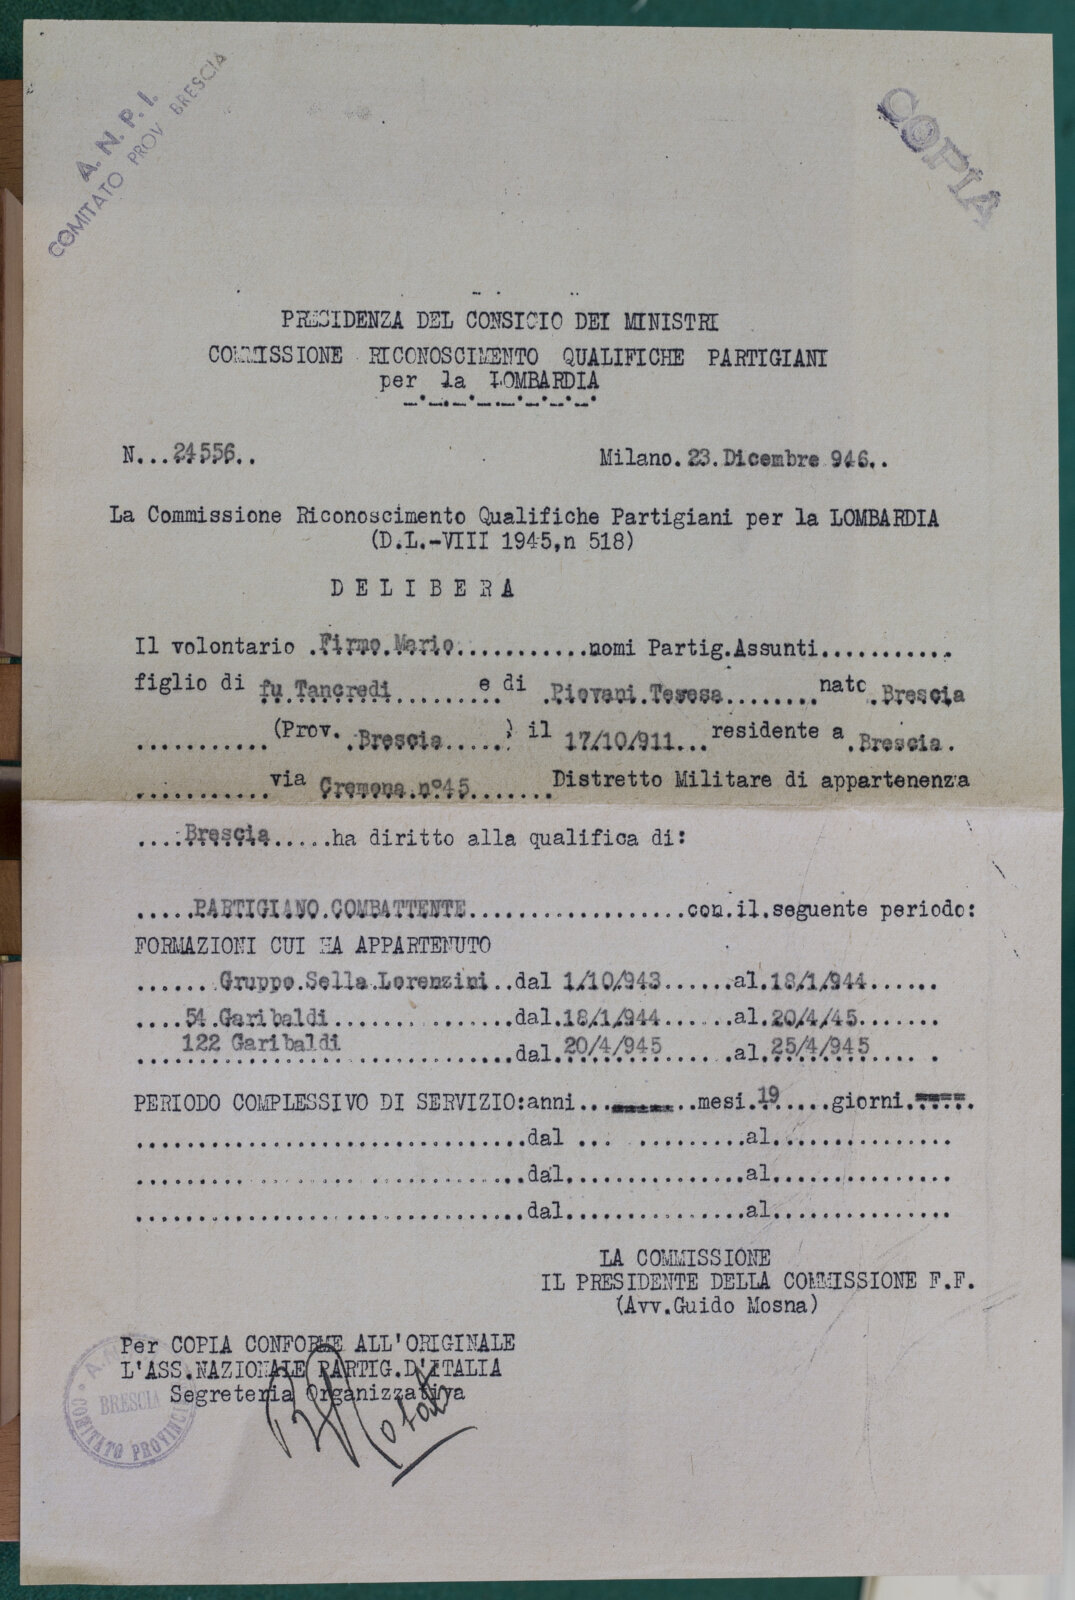 A. N. P. I.
COMITATO PROV BRESCIA
COPIA
PRESIDENZA DEL CONSICIO DEI MINISTRI
COMMISSIONE RICONOSCIMENTO QUALIFICHE PARTIGIANI
per la LOMBARDIA
N...24556.. Milano.23.Dicembre 946..
La Commissione Riconoscimento Qualifiche Partigiani per la LOMBARDIA
(D.L.-VIII 1945,n 518)
D E L I B E R A
Il volontario .Firmo.Mario...........nomi Partig.Assunti...........
figlio di fu Tancredi.........e di .Piovani.Teresa........nato.Brescia
...........(Prov. .Brescia.....) il 17/10/911...residente a.Brescia.
...........via Cremona.n°45.......Distretto Militare di appartenenza
....Brescia.....ha diritto alla qualifica di:
.....PARTIGIANO.COMBATTENTE..................con.il.seguente periodo:
FORMAZIONI CUI HA APPARTENUTO
......Gruppo.Sella.Lorenzini..dal 1/10/943......al.18/1/944......
....54.Garibaldi...............dal.18/1/944......al.20/4/45.......
122 Garibaldi...............dal.20/4/945......al.25/4/945.... .
PERIODO COMPLESSIVO DI SERVIZIO:anni...-----..mesi.19.....giorni.====.
................................dal ... .........al...............
................................dal...............al...............
................................dal...............al...............
LA COMMISSIONE
IL PRESIDENTE DELLA COMMISSIONE F.F.
(Avv.Guido Mosna)
Per COPIA CONFORME ALL'ORIGINALE
L'ASS.NAZIONALE PARTIG.D'ITALIA
Segreteria Organizzativa
BRESCIA
COMITATO PROVINCI